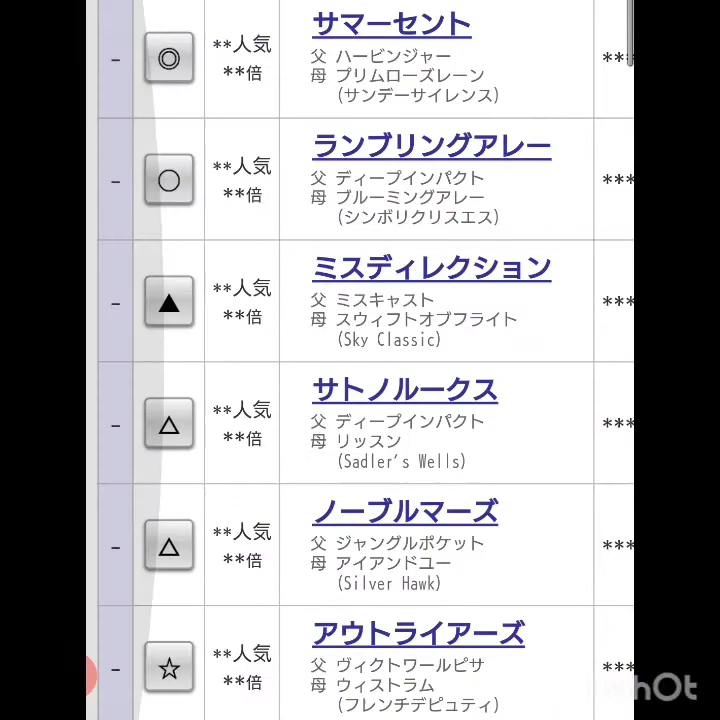 サマーセント
- ◎ **人気 父 ハービンジャー ***
**倍 母 プリムローズレーン
(サンデーサイレンス)
ランブリングアレー
- ○ **人気 父 ディープインパクト ***
**倍 母 ブルーミングアレー
(シンボリクリスエス)
ミスディレクション
- ▲ **人気 父 ミスキャスト ***
**倍 母 スウィフトオブフライト
(Sky Classic)
サトノルークス
- △ **人気 父 ディープインパクト ***
**倍 母 リッスン
(Sadler's Wells)
ノーブルマーズ
- △ **人気 父 ジャングルポケット ***
**倍 母 アイアンドユー
(Silver Hawk)
アウトライアーズ
- ☆ **人気 父 ヴィクトワールピサ ***
**倍 母 ウィストラム
(フレンチデピュティ)